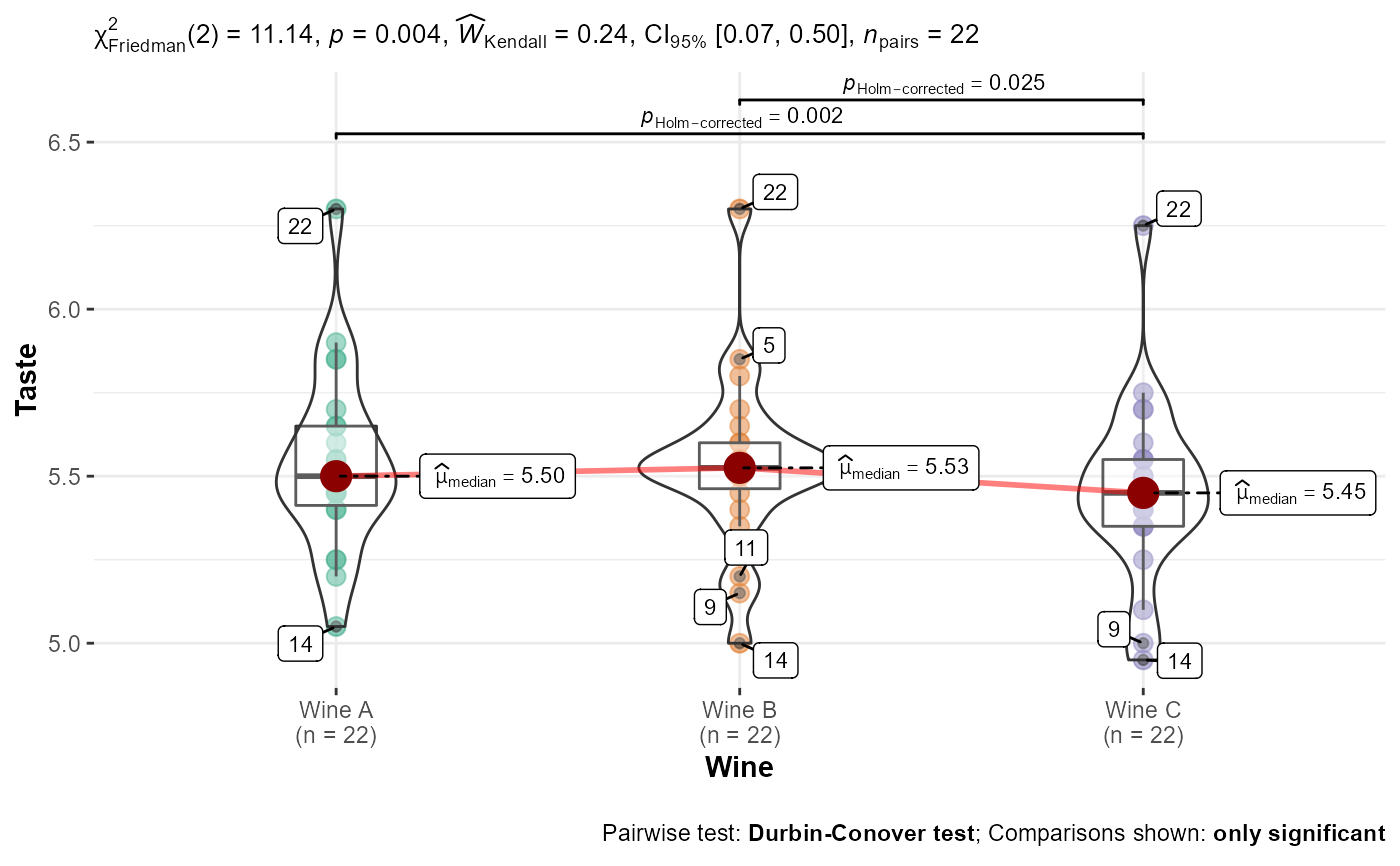 χ²Friedman(2) = 11.14, p = 0.004, ŴKendall = 0.24, CI95% [0.07, 0.50], npairs = 22
pHolm−corrected = 0.025
pHolm−corrected = 0.002
6.5
22
22
22
6.0
5
Taste
μ̂median = 5.50
μ̂median = 5.53
μ̂median = 5.45
5.5
11
9
9
14
14
14
5.0
Wine A
(n = 22)
Wine B
(n = 22)
Wine C
(n = 22)
Wine
Pairwise test: Durbin-Conover test; Comparisons shown: only significant